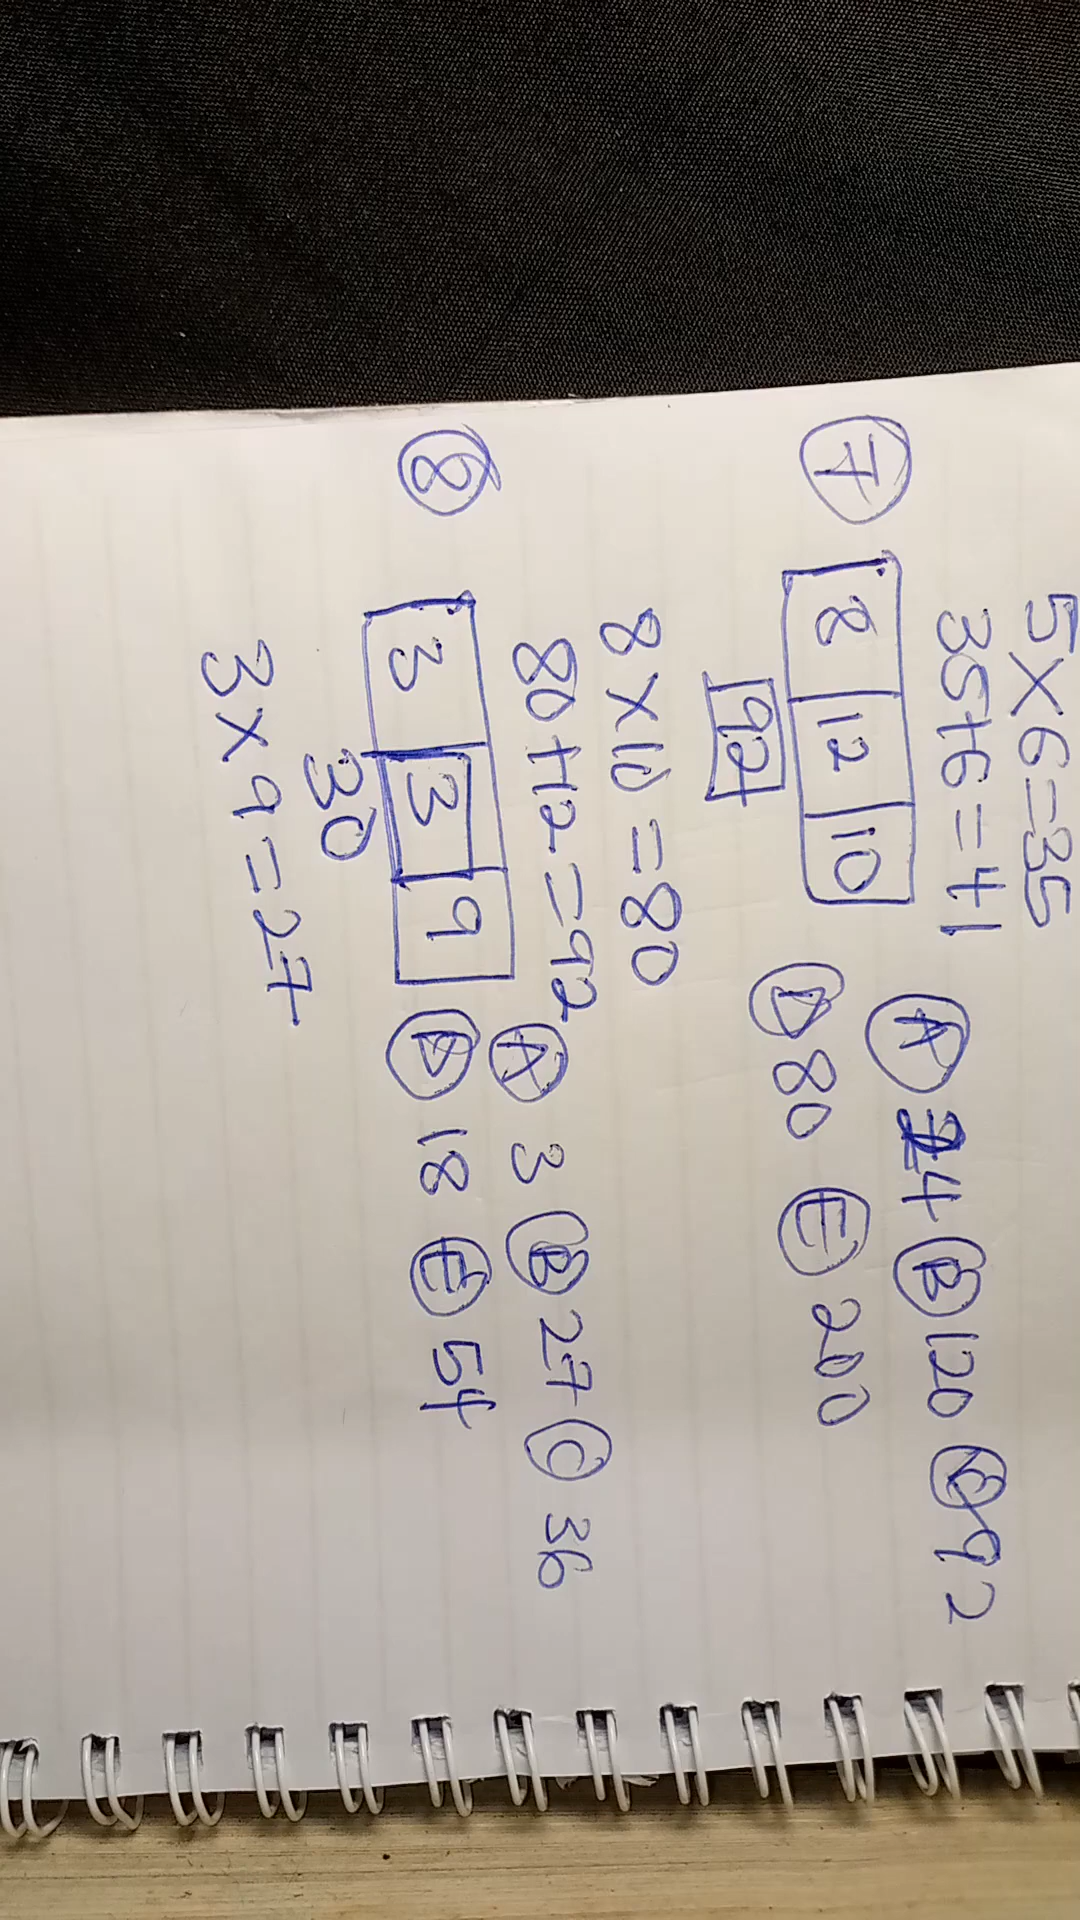 5×6=35
35+6=41
7
8 12 10
92
A 24 B 120 C 92
D 80 E 200
8×10=80
80+12=92
8
3 3 9
30
A 3 B 27 C 36
D 18 E 54
3×9=27